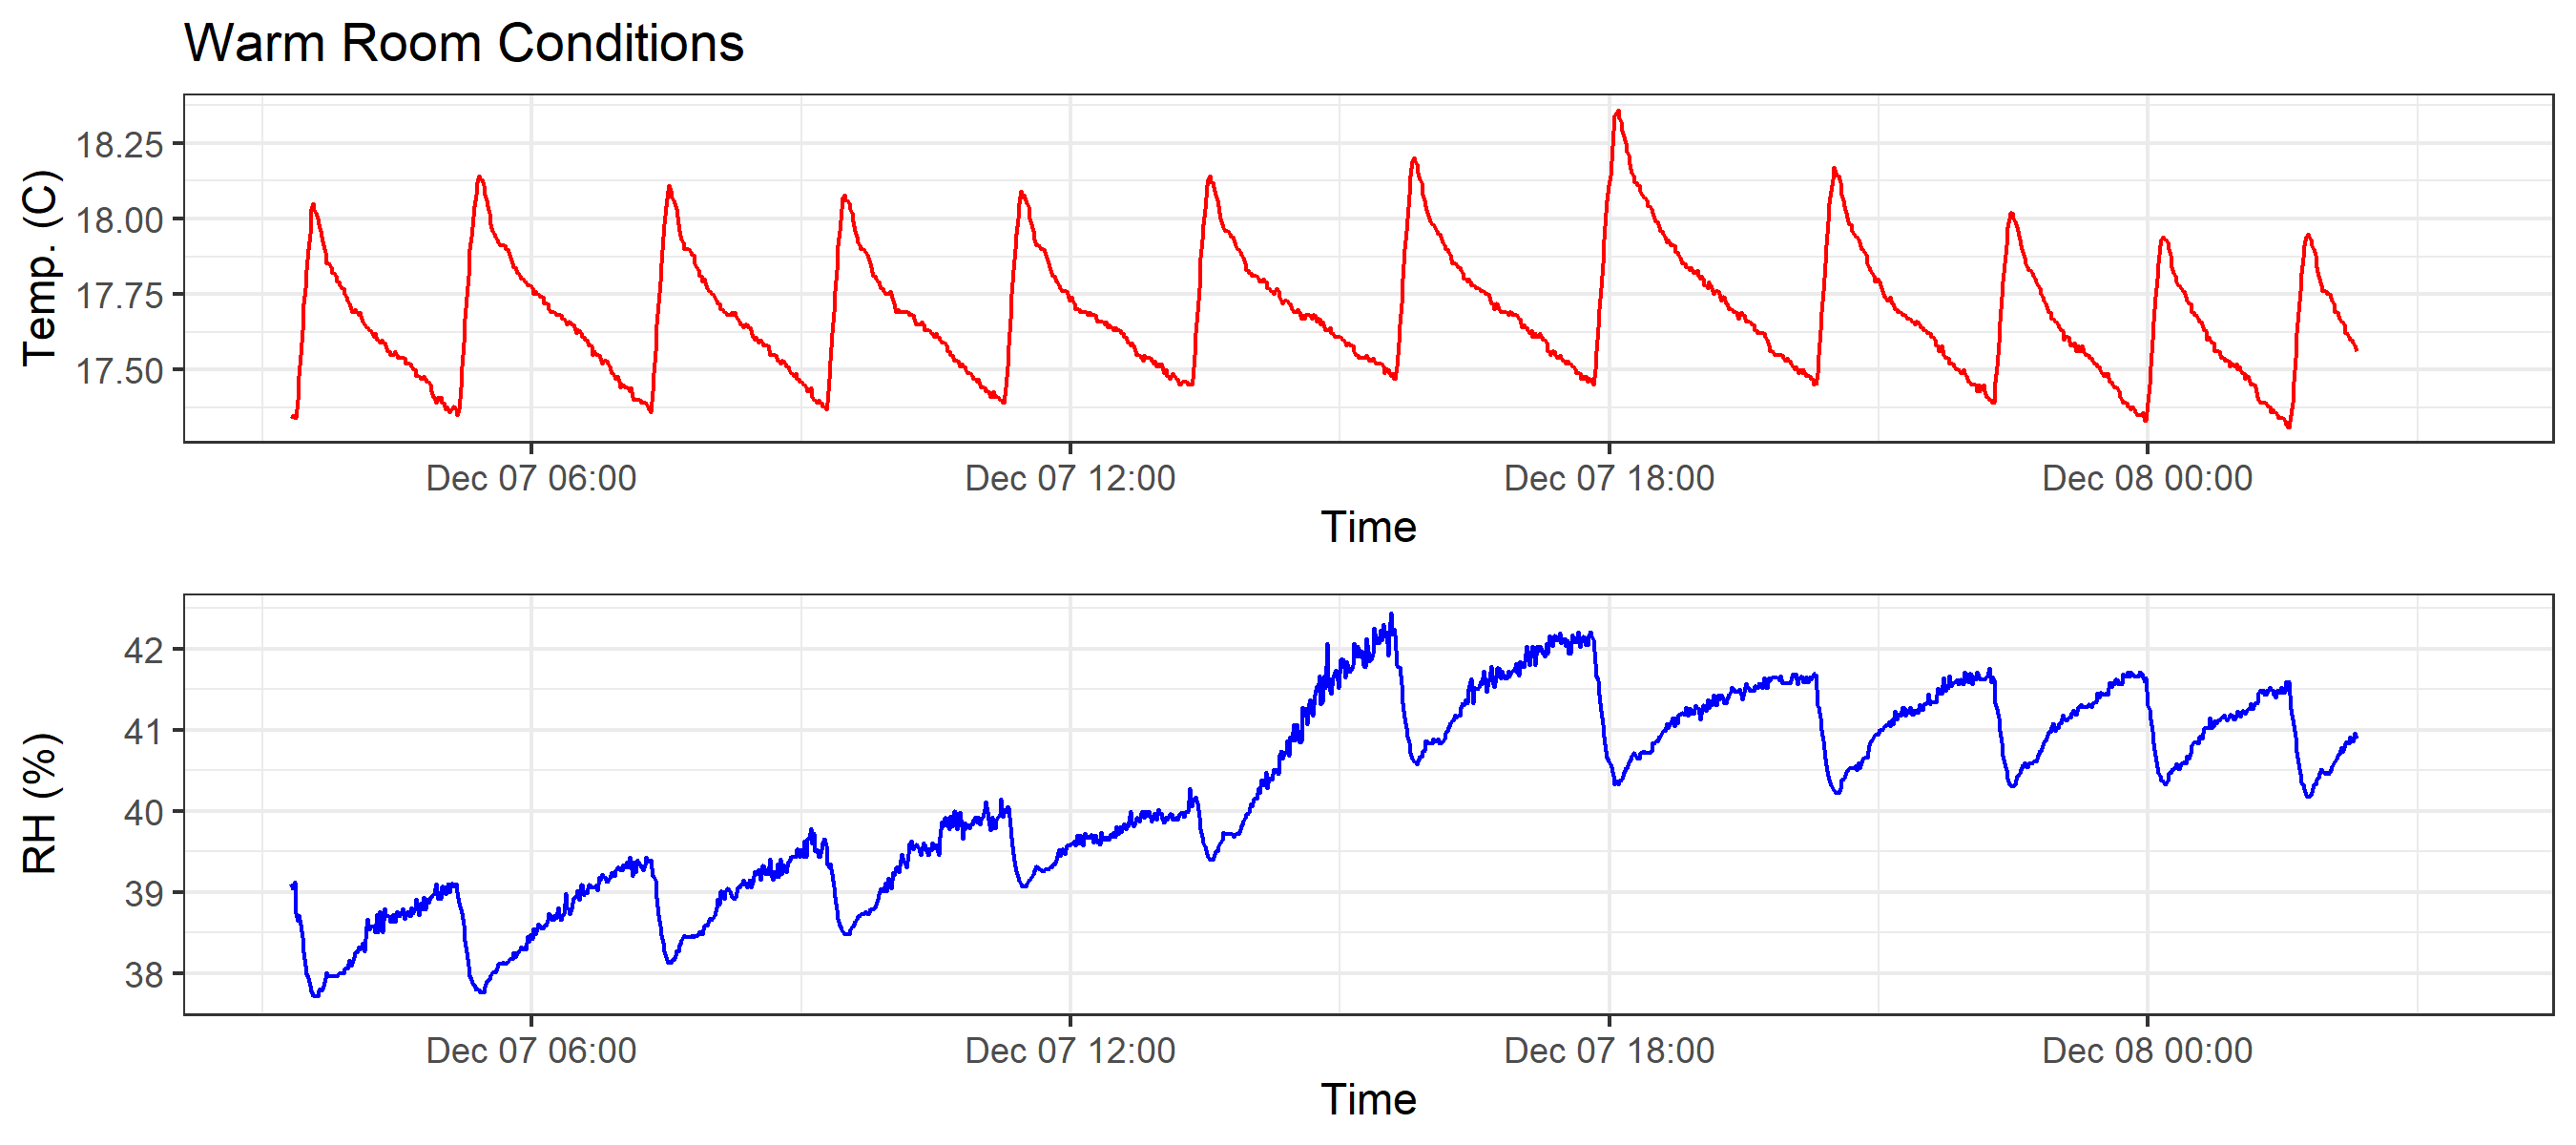 Warm Room Conditions
Temp. (C)
18.25
18.00
17.75
17.50
Dec 07 06:00 Dec 07 12:00 Dec 07 18:00 Dec 08 00:00
Time
RH (%)
42
41
40
39
38
Dec 07 06:00 Dec 07 12:00 Dec 07 18:00 Dec 08 00:00
Time